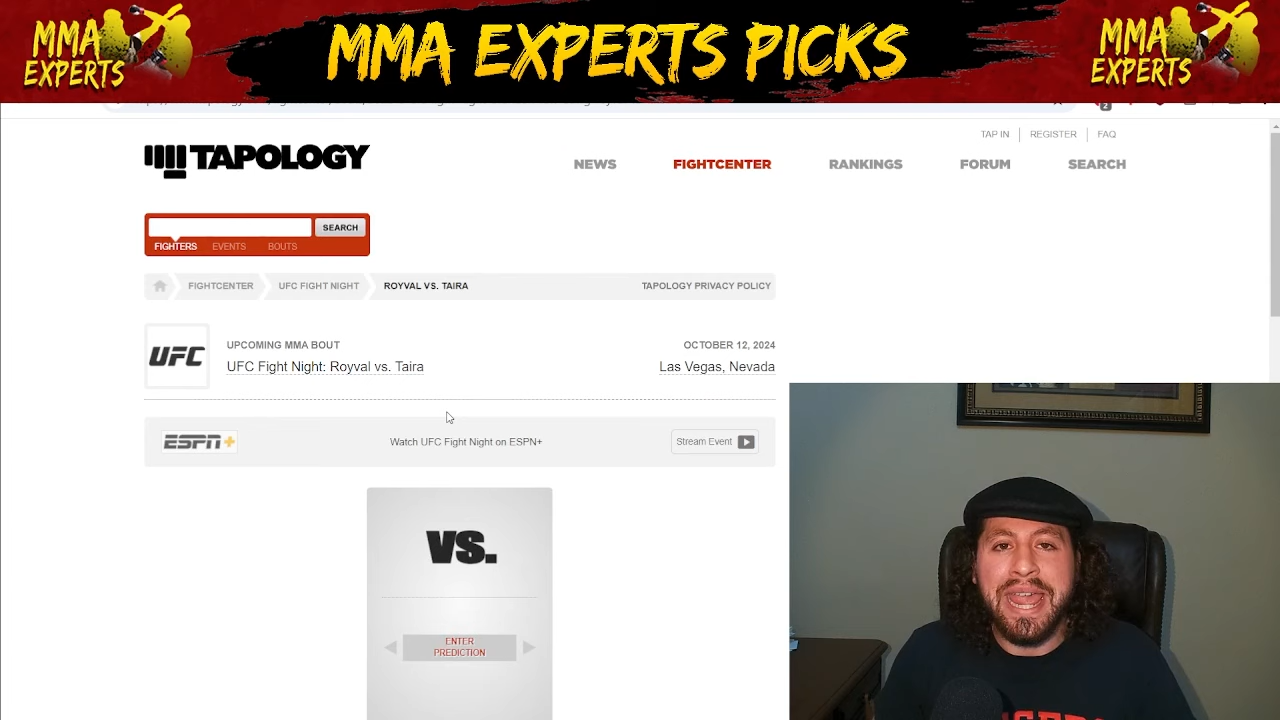 MMA
EXPERTS
MMA EXPERTS PICKS
MMA
EXPERTS
2
TAP IN
REGISTER
FAQ
TAPOLOGY
NEWS
FIGHTCENTER
RANKINGS
FORUM
SEARCH
SEARCH
FIGHTERS
EVENTS
BOUTS
FIGHTCENTER
UFC FIGHT NIGHT
ROYVAL VS. TAIRA
TAPOLOGY PRIVACY POLICY
UFC
UPCOMING MMA BOUT
OCTOBER 12, 2024
UFC Fight Night: Royval vs. Taira
Las Vegas, Nevada
ESPN+
Watch UFC Fight Night on ESPN+
Stream Event
VS.
ENTER
PREDICTION